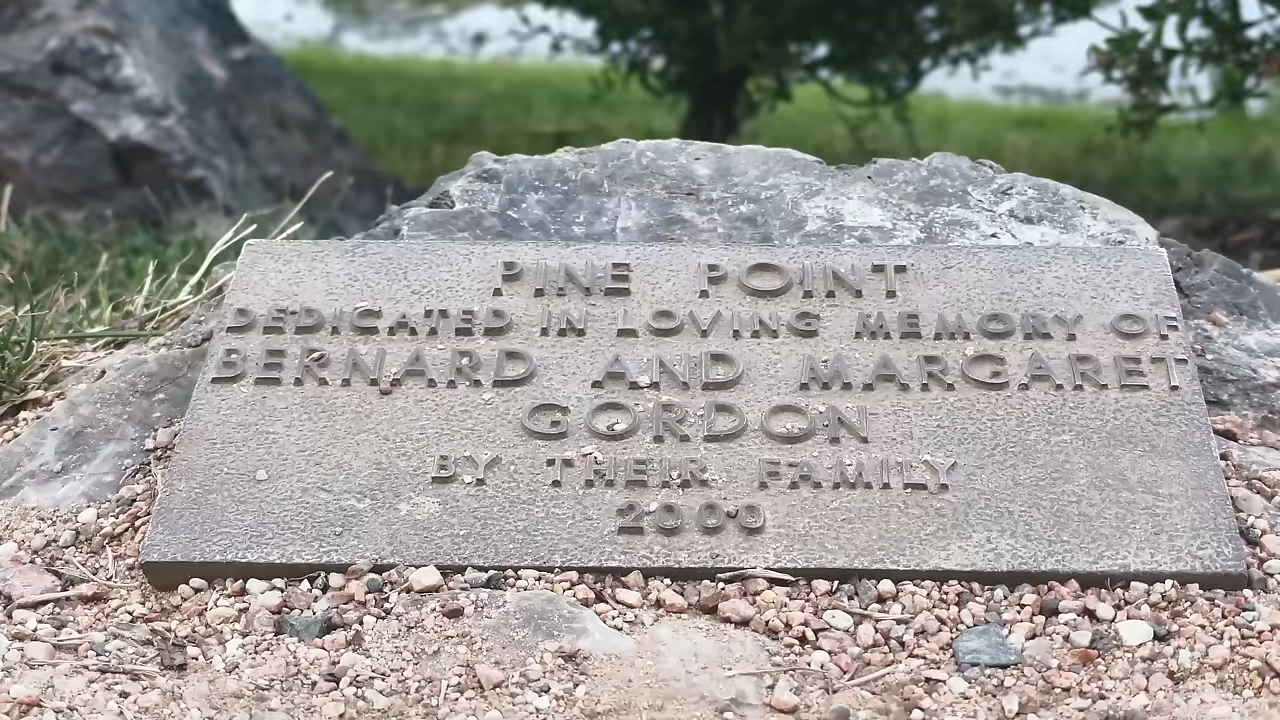 PINE POINT
DEDICATED IN LOVING MEMORY OF
BERNARD AND MARGARET
GORDON
BY THEIR FAMILY
2000